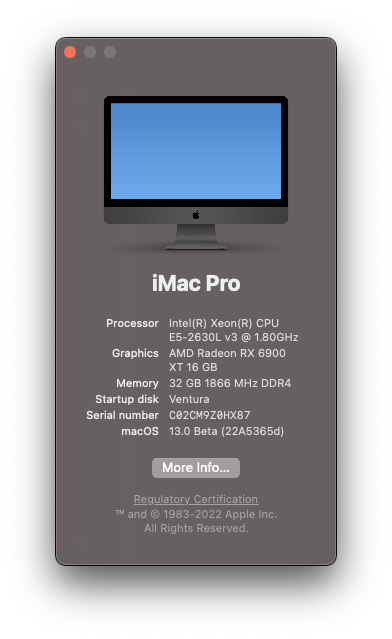 iMac Pro
Processor Intel(R) Xeon(R) CPU
E5-2630L v3 @ 1.80GHz
Graphics AMD Radeon RX 6900
XT 16 GB
Memory 32 GB 1866 MHz DDR4
Startup disk Ventura
Serial number C02CM9Z0HX87
macOS 13.0 Beta (22A5365d)
More Info...
Regulatory Certification
™ and © 1983-2022 Apple Inc.
All Rights Reserved.